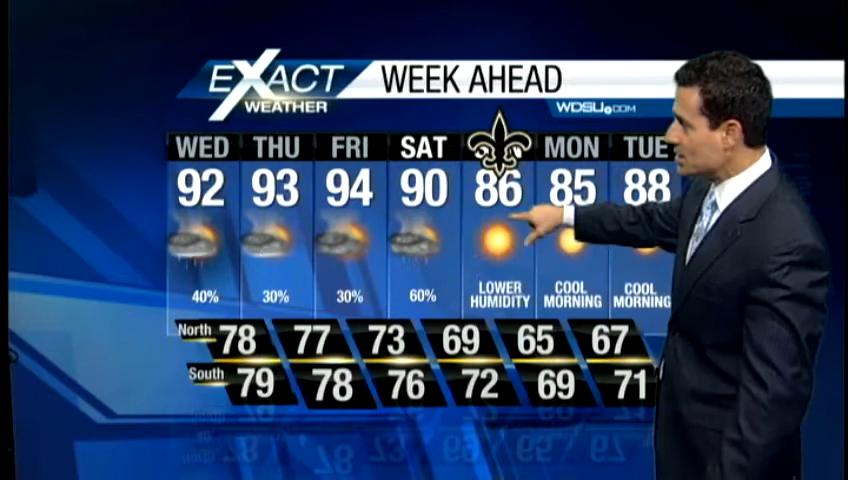 EXACT
WEATHER
WEEK AHEAD
WDSU.COM
WED THU FRI SAT MON TUE
92 93 94 90 86 85 88
40% 30% 30% 60% LOWER HUMIDITY COOL MORNING COOL MORNING
North 78 77 73 69 65 67
South 79 78 76 72 69 71